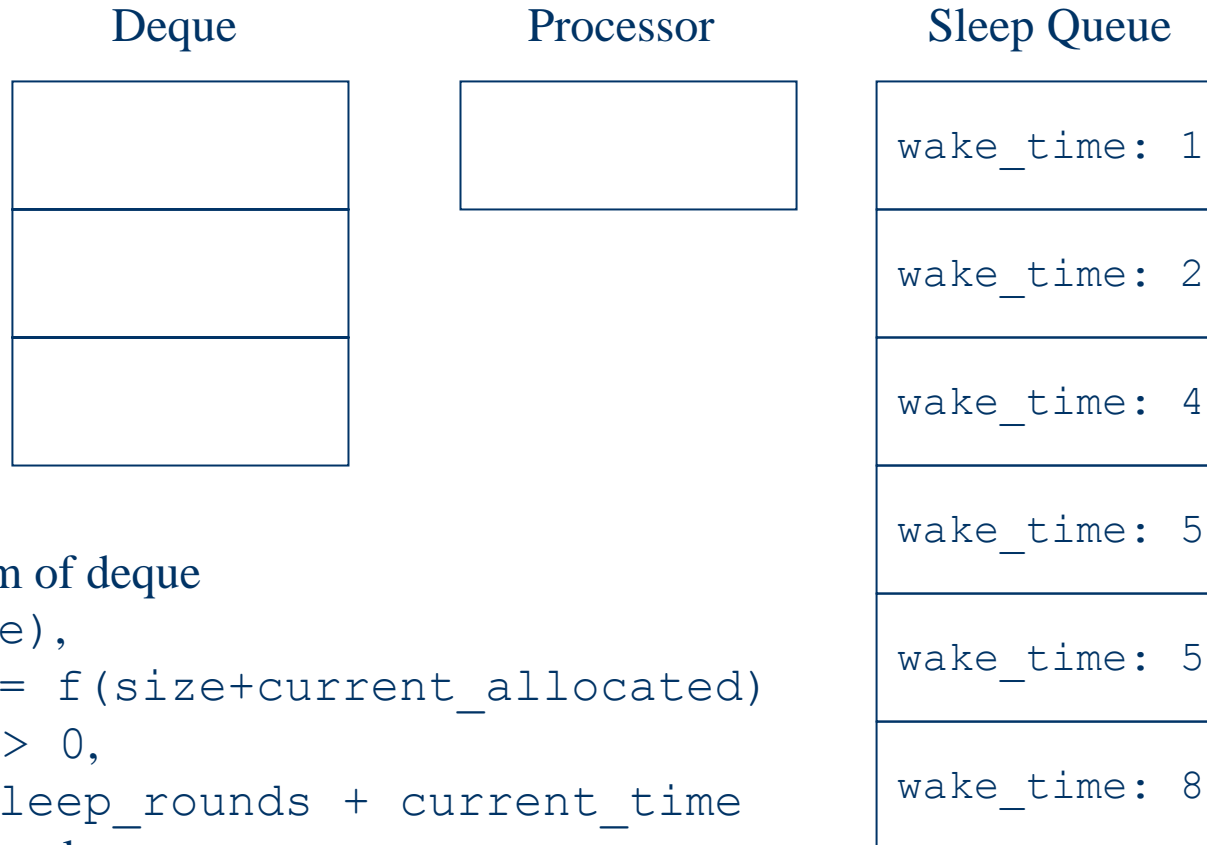 Deque Processor Sleep Queue
wake_time: 1
wake_time: 2
wake_time: 4
wake_time: 5
of deque
wake_time: 5
= f(size+current_allocated)
> 0,
wake_time: 8
leep_rounds + current_time